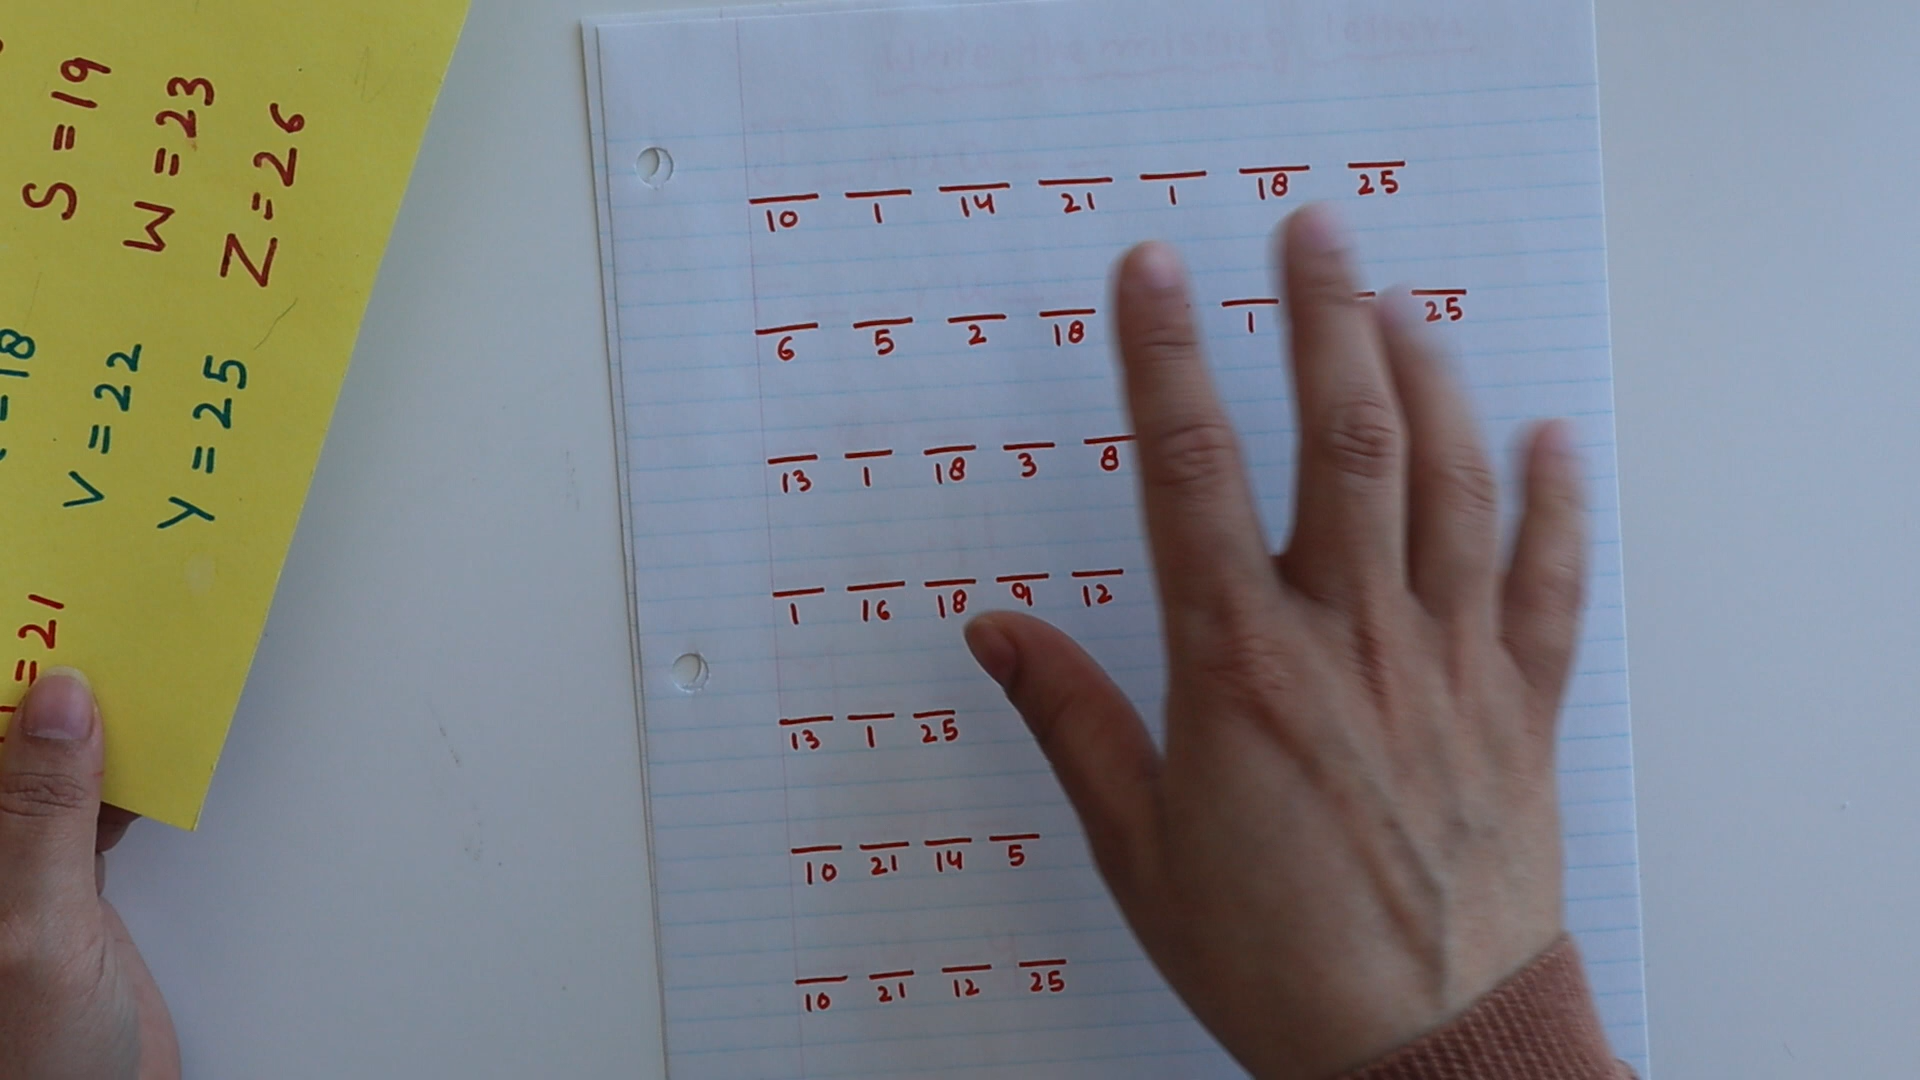 S = 19
W = 23
Z = 26
V = 22
Y = 25
= 21
10 1 14 21 1 18 25
6 5 2 18 1 25
13 1 18 3 8
1 16 18 9 12
13 1 25
10 21 14 5
10 21 12 25